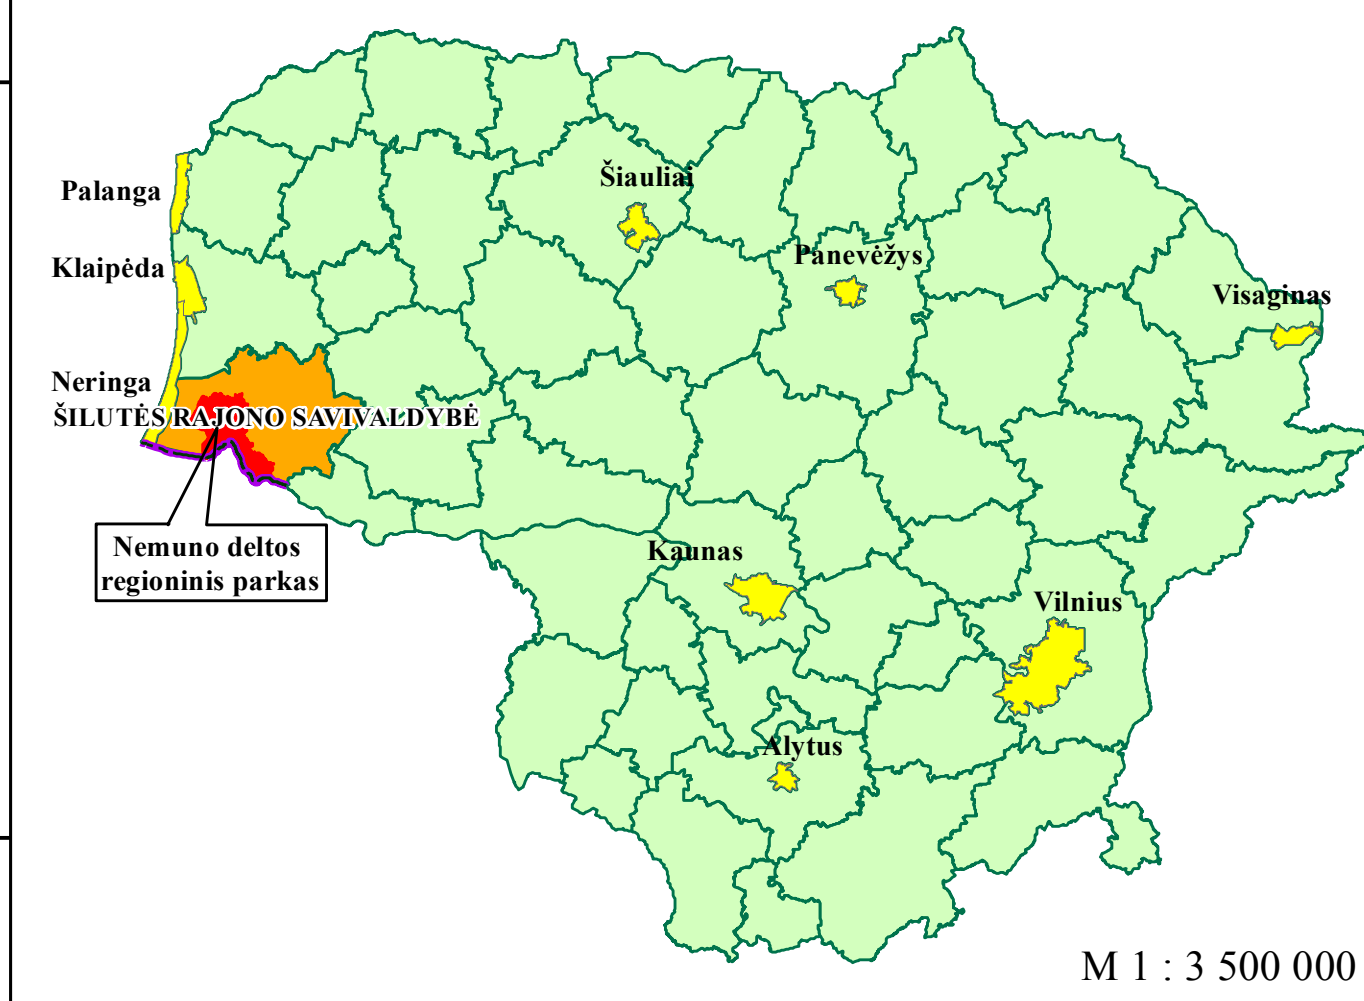 Šiauliai
Palanga
Panevėžys
Klaipėda
Visaginas
Neringa
ŠILUTĖS RAJONO SAVIVALDYBĖ
Nemuno deltos
regioninis parkas
Kaunas
Vilnius
Alytus
M 1 : 3 500 000